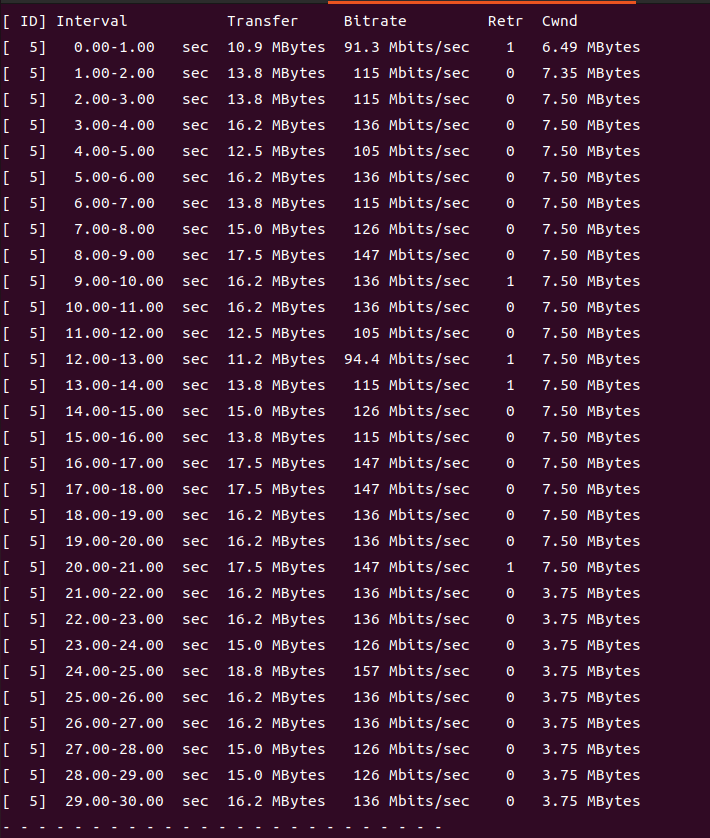 [ ID] Interval           Transfer     Bitrate         Retr  Cwnd
[  5]   0.00-1.00   sec  10.9 MBytes  91.3 Mbits/sec    1   6.49 MBytes
[  5]   1.00-2.00   sec  13.8 MBytes   115 Mbits/sec    0   7.35 MBytes
[  5]   2.00-3.00   sec  13.8 MBytes   115 Mbits/sec    0   7.50 MBytes
[  5]   3.00-4.00   sec  16.2 MBytes   136 Mbits/sec    0   7.50 MBytes
[  5]   4.00-5.00   sec  12.5 MBytes   105 Mbits/sec    0   7.50 MBytes
[  5]   5.00-6.00   sec  16.2 MBytes   136 Mbits/sec    0   7.50 MBytes
[  5]   6.00-7.00   sec  13.8 MBytes   115 Mbits/sec    0   7.50 MBytes
[  5]   7.00-8.00   sec  15.0 MBytes   126 Mbits/sec    0   7.50 MBytes
[  5]   8.00-9.00   sec  17.5 MBytes   147 Mbits/sec    0   7.50 MBytes
[  5]   9.00-10.00  sec  16.2 MBytes   136 Mbits/sec    1   7.50 MBytes
[  5]  10.00-11.00  sec  16.2 MBytes   136 Mbits/sec    0   7.50 MBytes
[  5]  11.00-12.00  sec  12.5 MBytes   105 Mbits/sec    0   7.50 MBytes
[  5]  12.00-13.00  sec  11.2 MBytes  94.4 Mbits/sec    1   7.50 MBytes
[  5]  13.00-14.00  sec  13.8 MBytes   115 Mbits/sec    1   7.50 MBytes
[  5]  14.00-15.00  sec  15.0 MBytes   126 Mbits/sec    0   7.50 MBytes
[  5]  15.00-16.00  sec  13.8 MBytes   115 Mbits/sec    0   7.50 MBytes
[  5]  16.00-17.00  sec  17.5 MBytes   147 Mbits/sec    0   7.50 MBytes
[  5]  17.00-18.00  sec  17.5 MBytes   147 Mbits/sec    0   7.50 MBytes
[  5]  18.00-19.00  sec  16.2 MBytes   136 Mbits/sec    0   7.50 MBytes
[  5]  19.00-20.00  sec  16.2 MBytes   136 Mbits/sec    0   7.50 MBytes
[  5]  20.00-21.00  sec  17.5 MBytes   147 Mbits/sec    1   7.50 MBytes
[  5]  21.00-22.00  sec  16.2 MBytes   136 Mbits/sec    0   3.75 MBytes
[  5]  22.00-23.00  sec  16.2 MBytes   136 Mbits/sec    0   3.75 MBytes
[  5]  23.00-24.00  sec  15.0 MBytes   126 Mbits/sec    0   3.75 MBytes
[  5]  24.00-25.00  sec  18.8 MBytes   157 Mbits/sec    0   3.75 MBytes
[  5]  25.00-26.00  sec  16.2 MBytes   136 Mbits/sec    0   3.75 MBytes
[  5]  26.00-27.00  sec  16.2 MBytes   136 Mbits/sec    0   3.75 MBytes
[  5]  27.00-28.00  sec  15.0 MBytes   126 Mbits/sec    0   3.75 MBytes
[  5]  28.00-29.00  sec  15.0 MBytes   126 Mbits/sec    0   3.75 MBytes
[  5]  29.00-30.00  sec  16.2 MBytes   136 Mbits/sec    0   3.75 MBytes
- - - - - - - - - - - - - - - - - - - - - - - - -